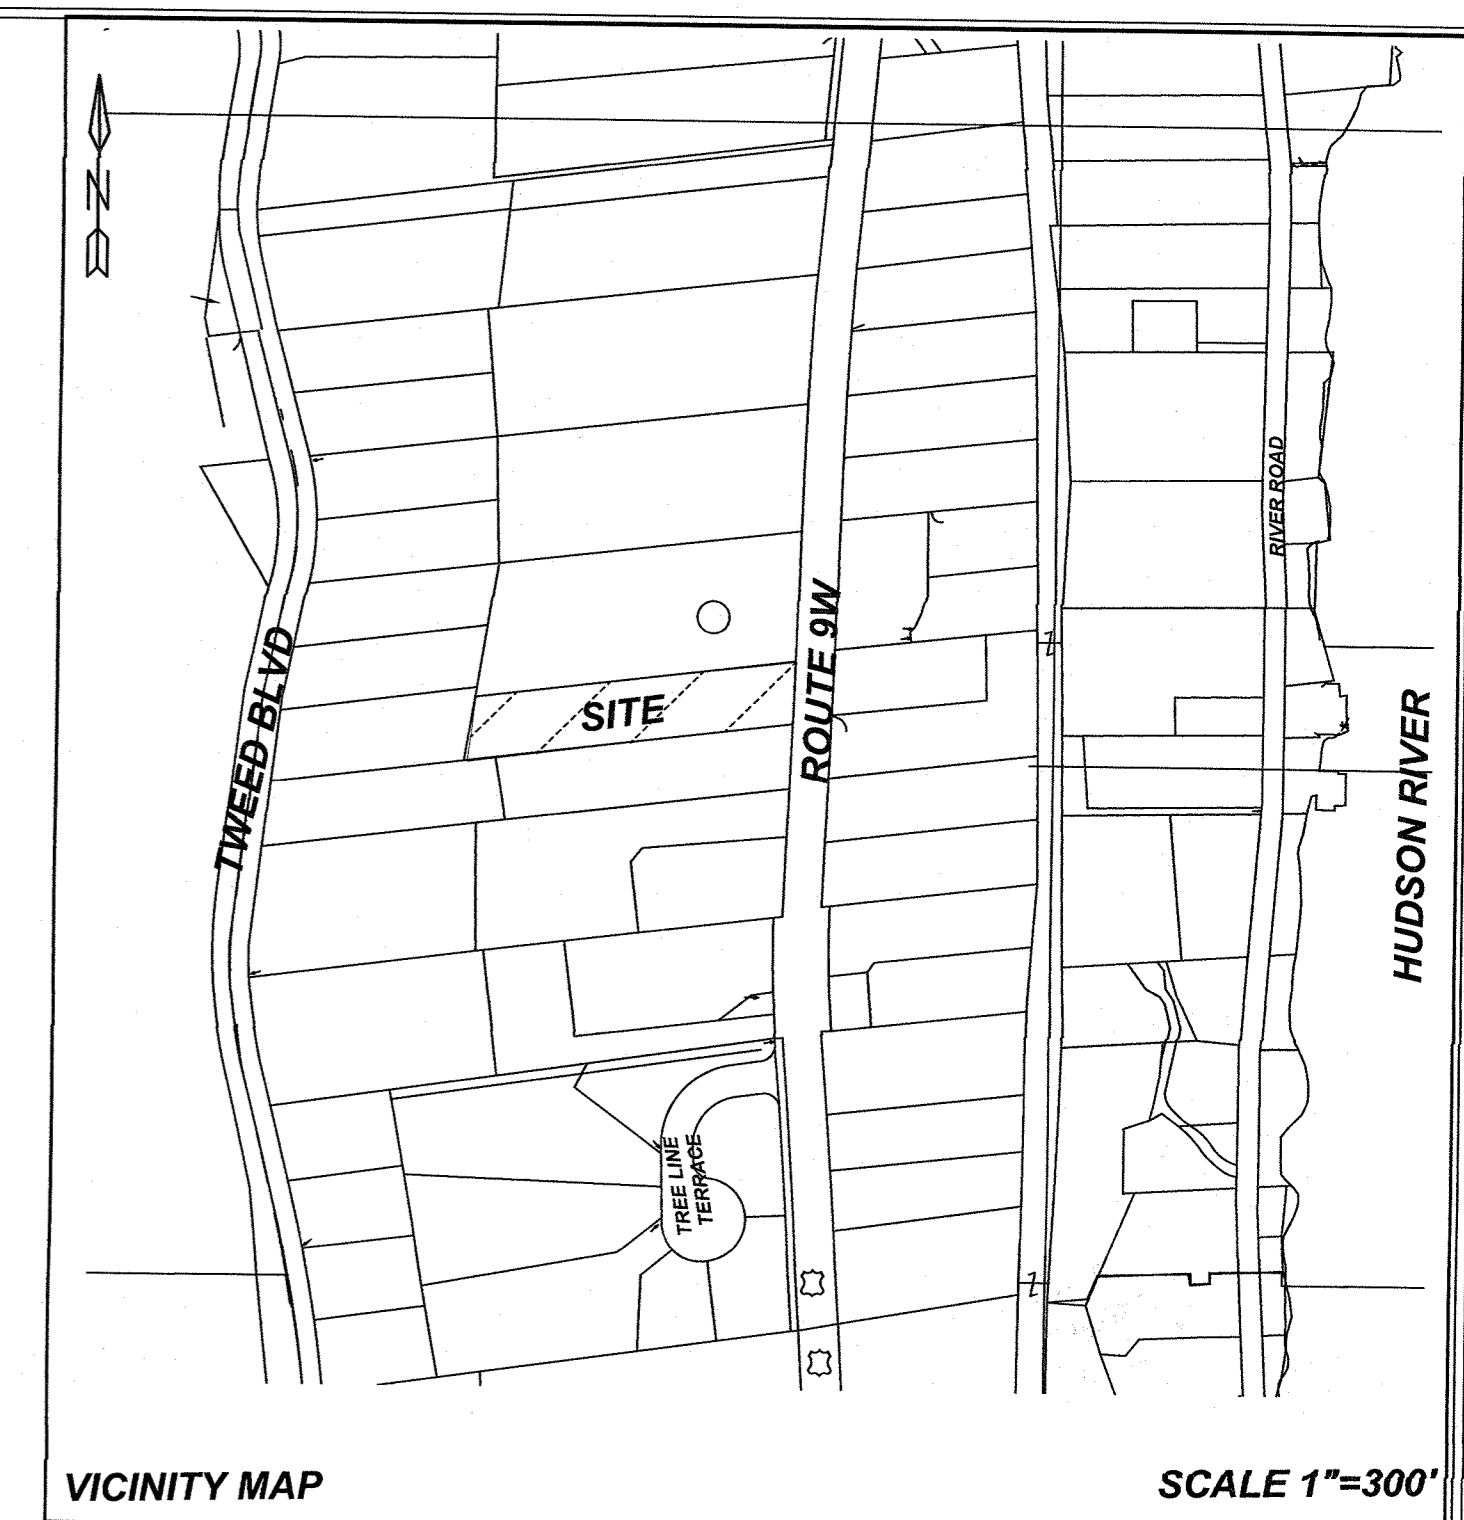 N
RIVER ROAD
TWEED BLVD
SITE
ROUTE 9W
HUDSON RIVER
TREE LINE
TERRACE
VICINITY MAP
SCALE 1"=300'